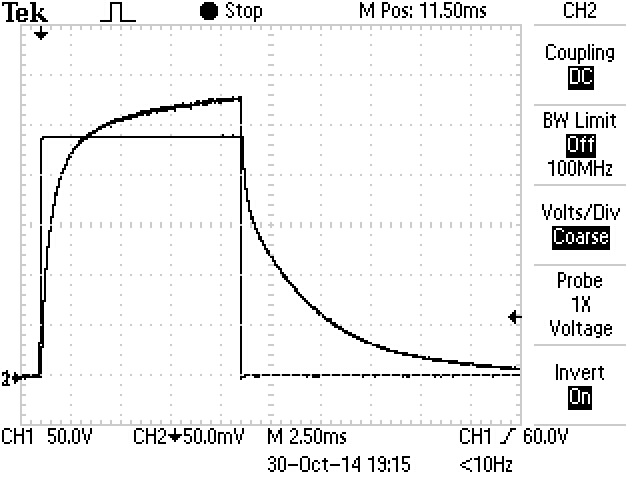 Tek Stop M Pos: 11.50ms CH2
Coupling
DC
BW Limit
Off
100MHz
Volts/Div
Coarse
Probe
1X
Voltage
Invert
On
2
CH1 50.0V CH2 50.0mV M 2.50ms CH1 60.0V
30-Oct-14 19:15 <10Hz